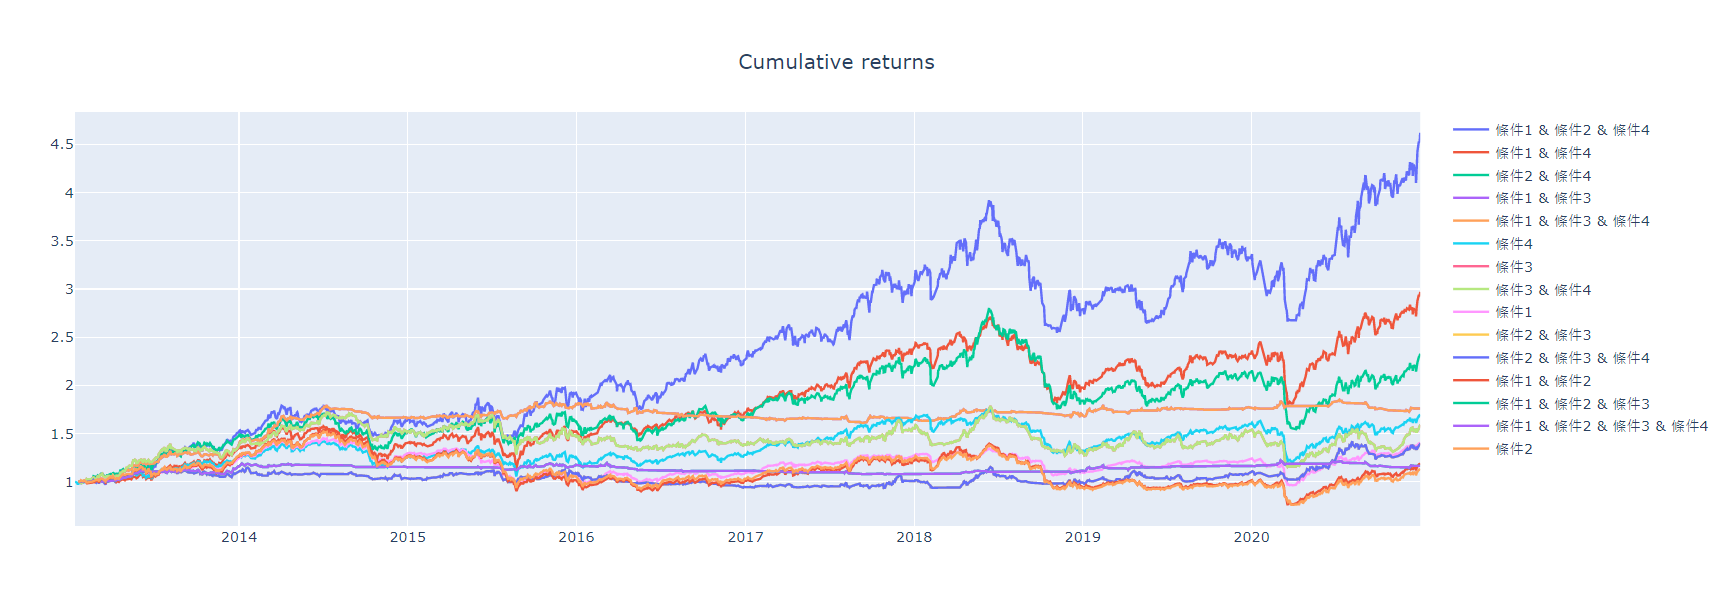 Cumulative returns
4.5
4
3.5
3
2.5
2
1.5
1
2014 2015 2016 2017 2018 2019 2020
條件1 & 條件2 & 條件4
條件1 & 條件4
條件2 & 條件4
條件1 & 條件3
條件1 & 條件3 & 條件4
條件4
條件3
條件3 & 條件4
條件1
條件2 & 條件3
條件2 & 條件3 & 條件4
條件1 & 條件2
條件1 & 條件2 & 條件3
條件1 & 條件2 & 條件3 & 條件4
條件2